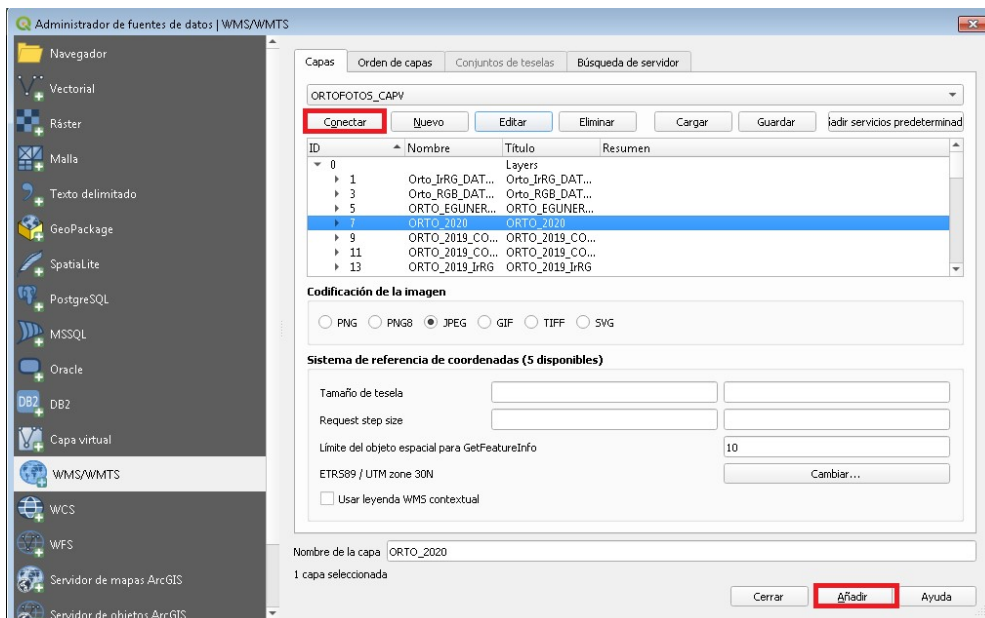 Administrador de fuentes de datos | WMS/WMTS
Navegador
Vectorial
Ráster
Malla
Texto delimitado
GeoPackage
SpatiaLite
PostgreSQL
MSSQL
Oracle
DB2 DB2
Capa virtual
WMS/WMTS
WCS
WFS
Servidor de mapas ArcGIS
Servidor de objetos ArcGIS
Capas Orden de capas Conjuntos de teselas Búsqueda de servidor
ORTOFOTOS_CAPV
Conectar Nuevo Editar Eliminar Cargar Guardar adir servicios predeterminad
ID Nombre Título Resumen
0 Layers
1 Orto_IrRG_DAT... Orto_IrRG_DAT...
3 Orto_RGB_DAT... Orto_RGB_DAT...
5 ORTO_EGUNER... ORTO_EGUNER...
7 ORTO_2020 ORTO_2020
9 ORTO_2019_CO... ORTO_2019_CO...
11 ORTO_2019_CO... ORTO_2019_CO...
13 ORTO_2019_IrRG ORTO_2019_IrRG
Codificación de la imagen
PNG PNG8 JPEG GIF TIFF SVG
Sistema de referencia de coordenadas (5 disponibles)
Tamaño de tesela
Request step size
Límite del objeto espacial para GetFeatureInfo 10
ETRS89 / UTM zone 30N Cambiar...
Usar leyenda WMS contextual
Nombre de la capa ORTO_2020
1 capa seleccionada
Cerrar Añadir Ayuda